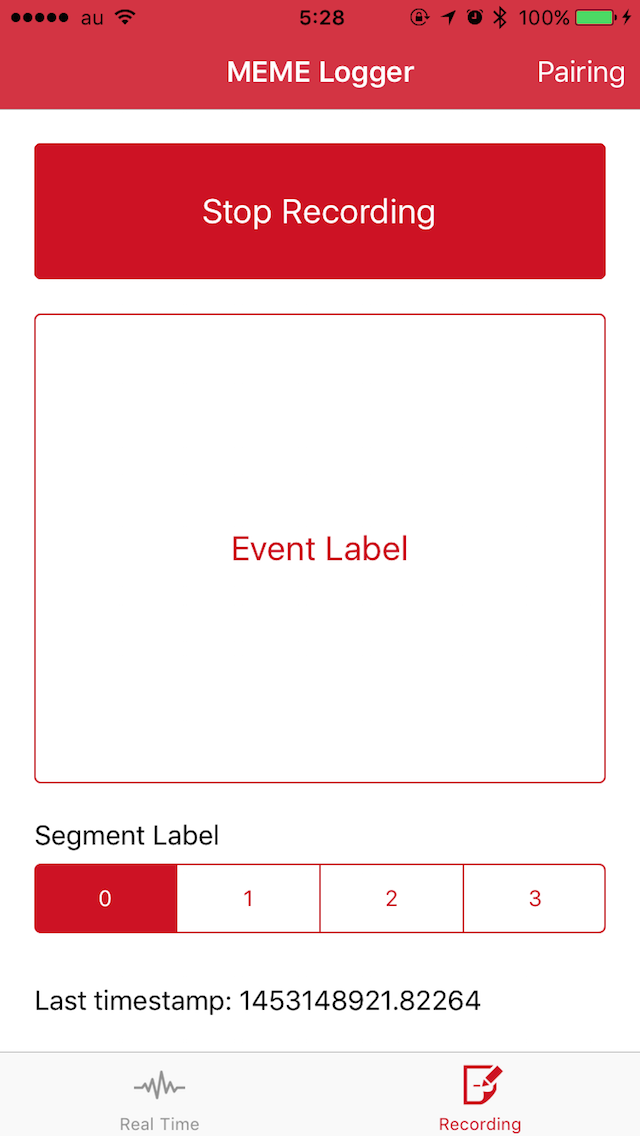 au 5:28 100%
MEME Logger Pairing
Stop Recording
Event Label
Segment Label
0 1 2 3
Last timestamp: 1453148921.82264
Real Time Recording